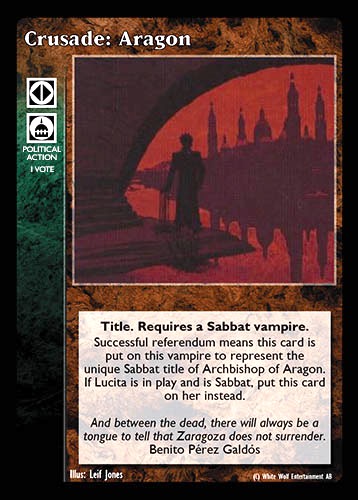 Crusade: Aragon
POLITICAL
ACTION
1 VOTE
Title. Requires a Sabbat vampire.
Successful referendum means this card is
put on this vampire to represent the
unique Sabbat title of Archbishop of Aragon.
If Lucita is in play and is Sabbat, put this card
on her instead.
And between the dead, there will always be a
tongue to tell that Zaragoza does not surrender.
Benito Pérez Galdós
Illus: Leif Jones
(C) White Wolf Entertainment AB